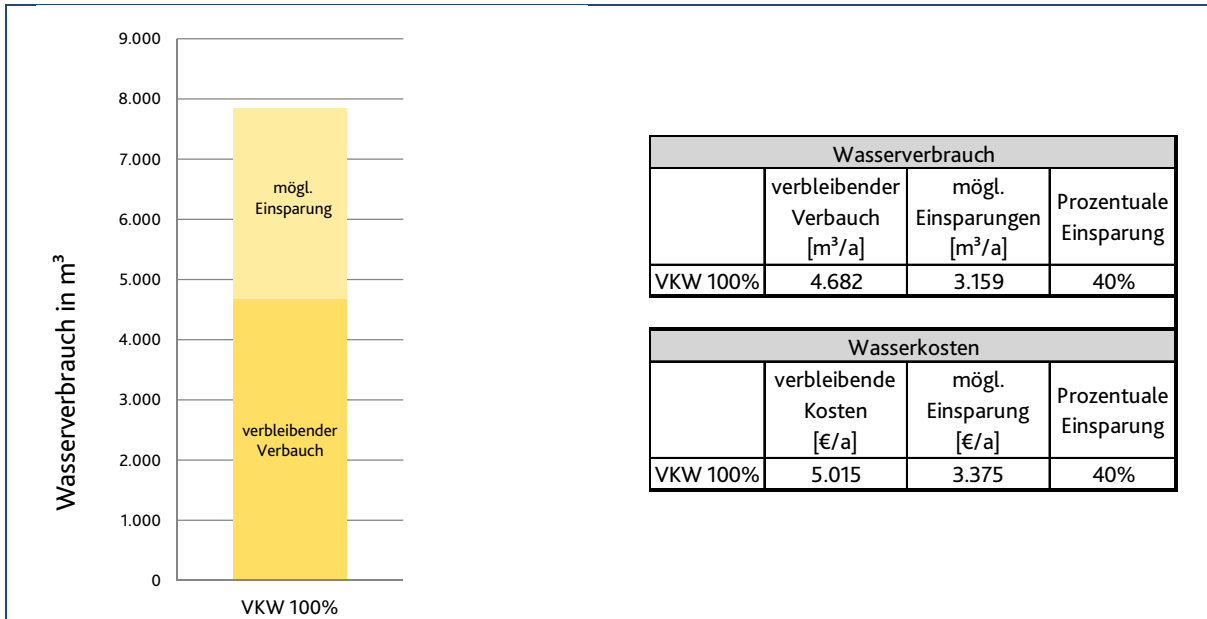 9.000
8.000
7.000
6.000
5.000
4.000
3.000
2.000
1.000
0
Wasserverbrauch in m³
mögl.
Einsparung
verbleibender
Verbauch
VKW 100%
Wasserverbrauch
verbleibender
Verbauch
[m³/a]
mögl.
Einsparungen
[m³/a]
Prozentuale
Einsparung
VKW 100% 4.682 3.159 40%
Wasserkosten
verbleibende
Kosten
[€/a]
mögl.
Einsparung
[€/a]
Prozentuale
Einsparung
VKW 100% 5.015 3.375 40%